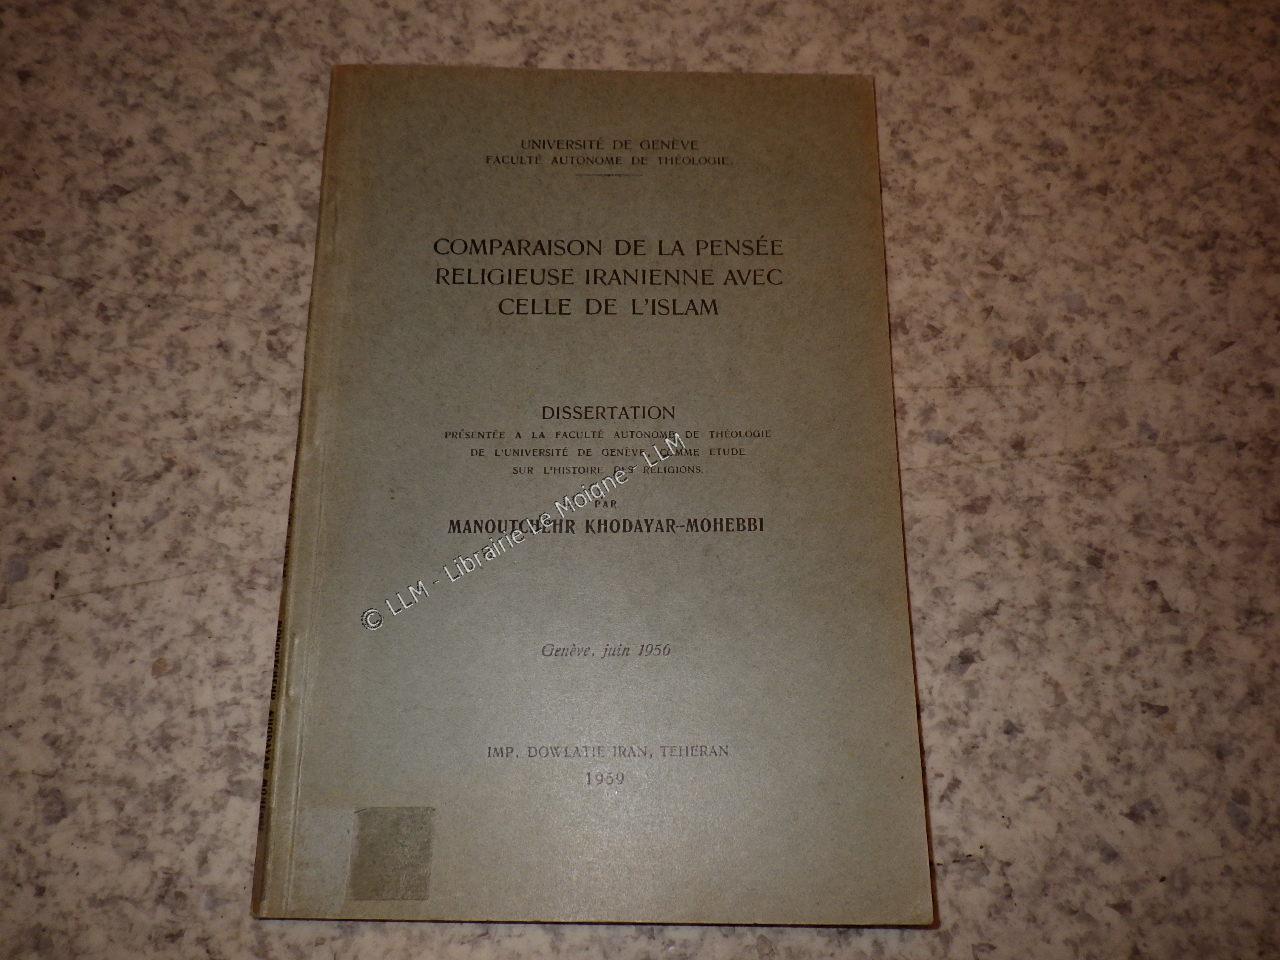 UNIVERSITÉ DE GENÈVE
FACULTÉ AUTONOME DE THÉOLOGIE.
COMPARAISON DE LA PENSÉE
RELIGIEUSE IRANIENNE AVEC
CELLE DE L'ISLAM
DISSERTATION
PRÉSENTÉE A LA FACULTÉ AUTONOME DE THÉOLOGIE
DE L'UNIVERSITÉ DE GENÈVE, COMME ETUDE
SUR L'HISTOIRE DES RELIGIONS.
PAR
MANOUTCHEHR KHODAYAR-MOHEBBI
© LLM - Librairie Le Moigne - LLM
Genève, juin 1956
IMP. DOWLATIE IRAN, TEHERAN
1959